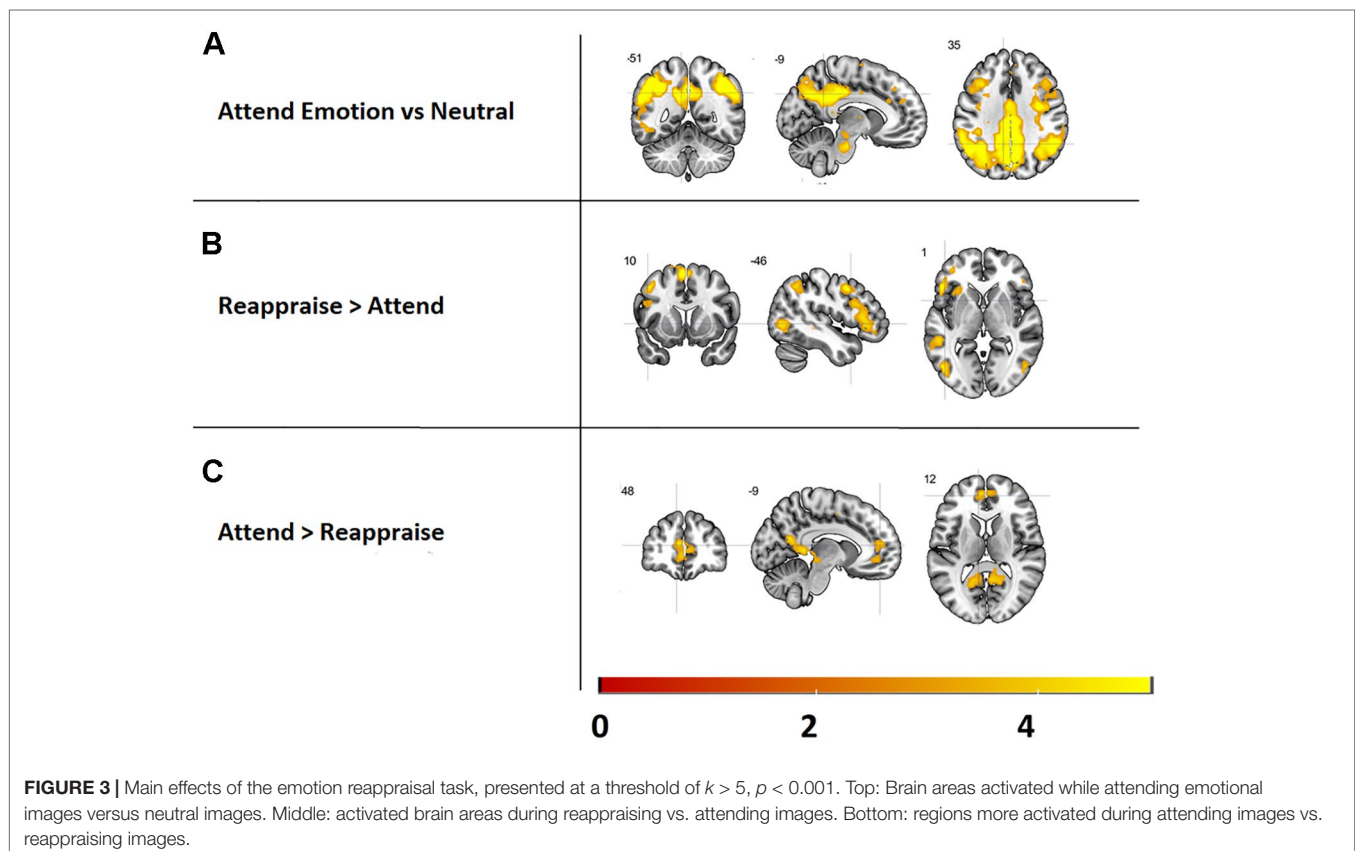 A
Attend Emotion vs Neutral
-51
-9
35
B
Reappraise > Attend
10
-46
1
C
Attend > Reappraise
48
-9
12
0 2 4
FIGURE 3 | Main effects of the emotion reappraisal task, presented at a threshold of k > 5, p < 0.001. Top: Brain areas activated while attending emotional
images versus neutral images. Middle: activated brain areas during reappraising vs. attending images. Bottom: regions more activated during attending images vs.
reappraising images.